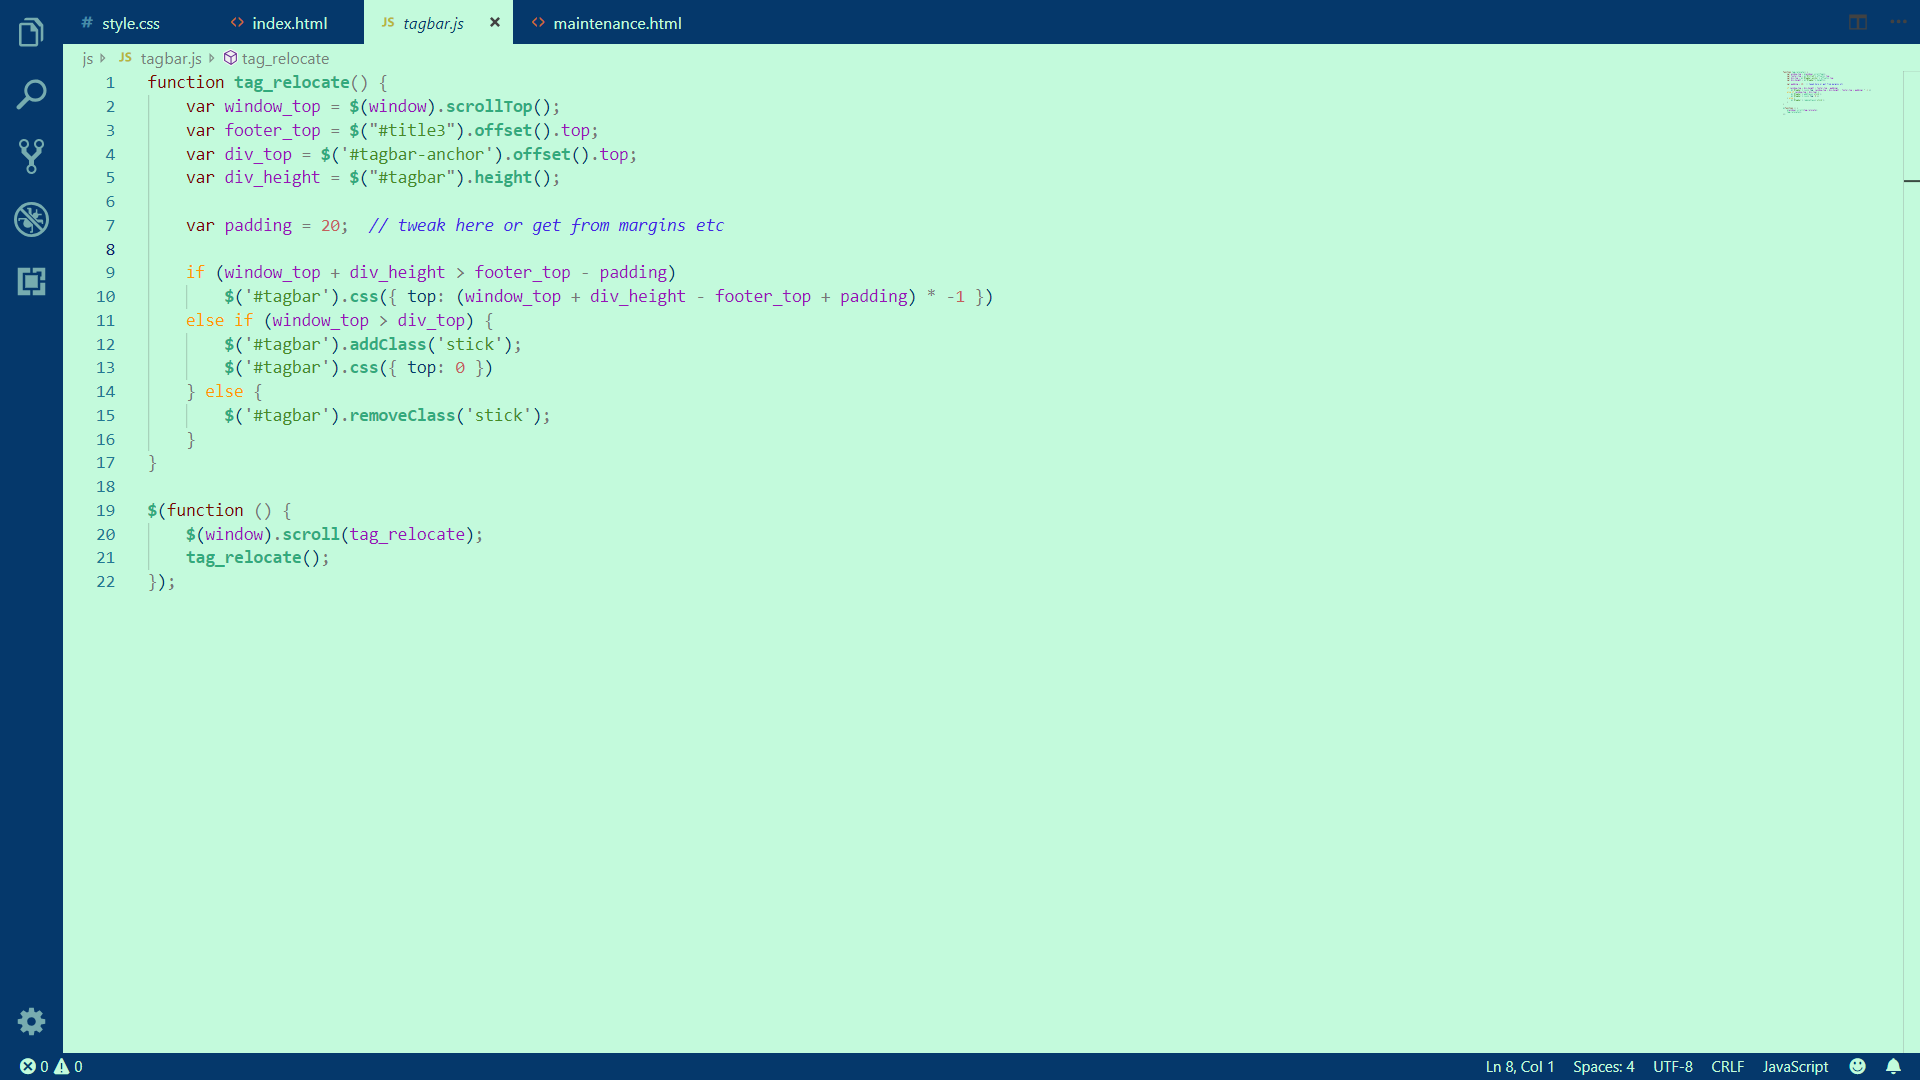 # style.css <> index.html JS tagbar.js × <> maintenance.html
js JS tagbar.js tag_relocate
1 function tag_relocate() {
2     var window_top = $(window).scrollTop();
3     var footer_top = $("#title3").offset().top;
4     var div_top = $('#tagbar-anchor').offset().top;
5     var div_height = $("#tagbar").height();
6
7     var padding = 20;  // tweak here or get from margins etc
8
9     if (window_top + div_height > footer_top - padding)
10         $('#tagbar').css({ top: (window_top + div_height - footer_top + padding) * -1 })
11     else if (window_top > div_top) {
12         $('#tagbar').addClass('stick');
13         $('#tagbar').css({ top: 0 })
14     } else {
15         $('#tagbar').removeClass('stick');
16     }
17 }
18
19 $(function () {
20     $(window).scroll(tag_relocate);
21     tag_relocate();
22 });
0 0 Ln 8, Col 1 Spaces: 4 UTF-8 CRLF JavaScript